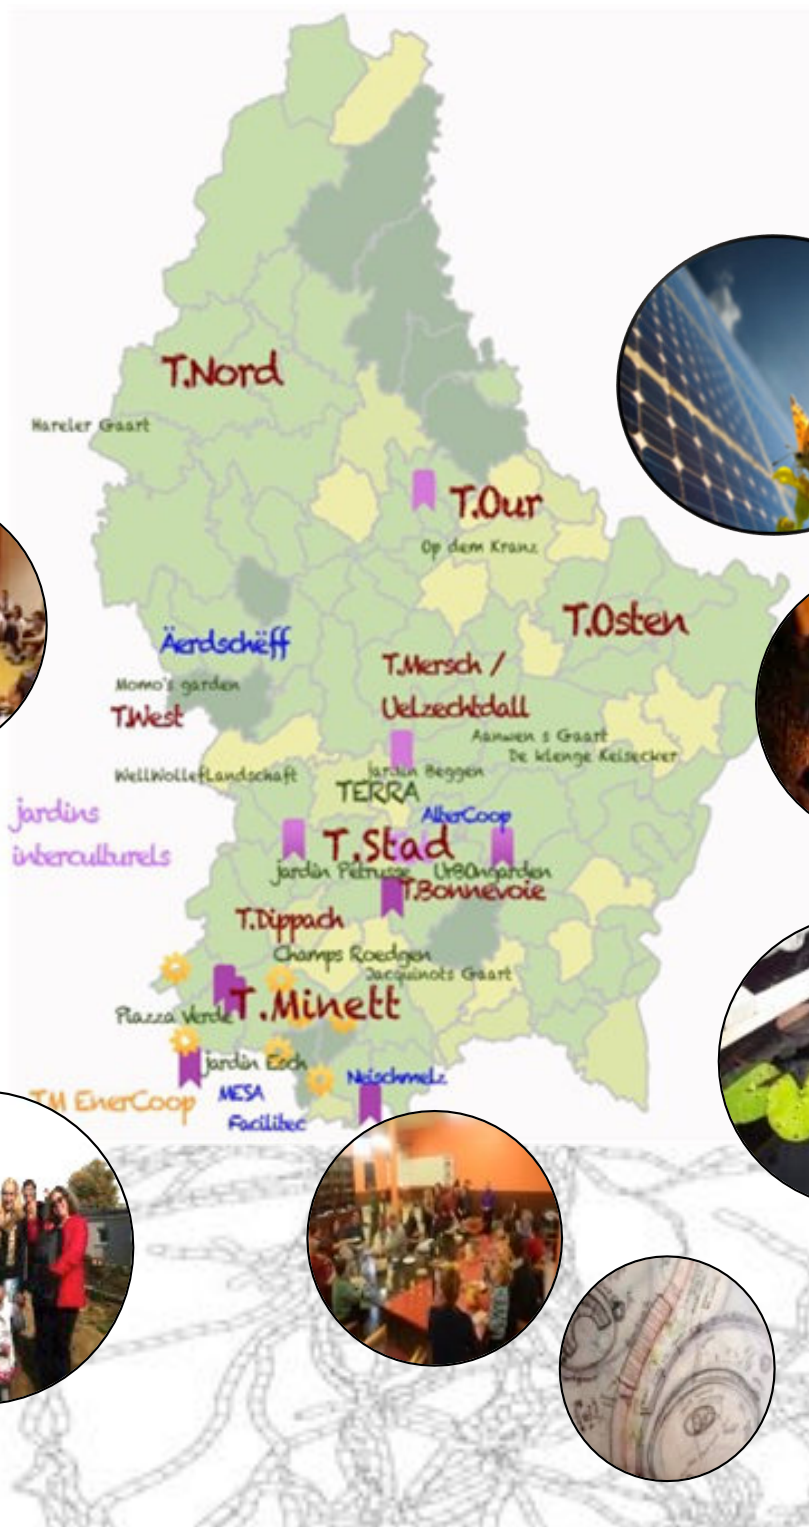 T.Nord
Hareler Gaart
T.Our
Op dem Kranz
T.Osten
Äerdschëff
T.Mersch /
Uelzechtdall
Momo's garden
T.West
Aanwen s Gaart
De klenge Keisecker
WellWollefLandschaft
jardin Beggen
TERRA
jardins
interculturels
AlterCoop
T.Stad
jardin Pétrusse
UrBOngarden
T.Bonnevoie
T.Dippach
Champs Roedgen
Jacquinots Gaart
T.Minett
Piazza Verde
jardin Esch
Neischmelz
TM EnerCoop
MESA
Facilitec